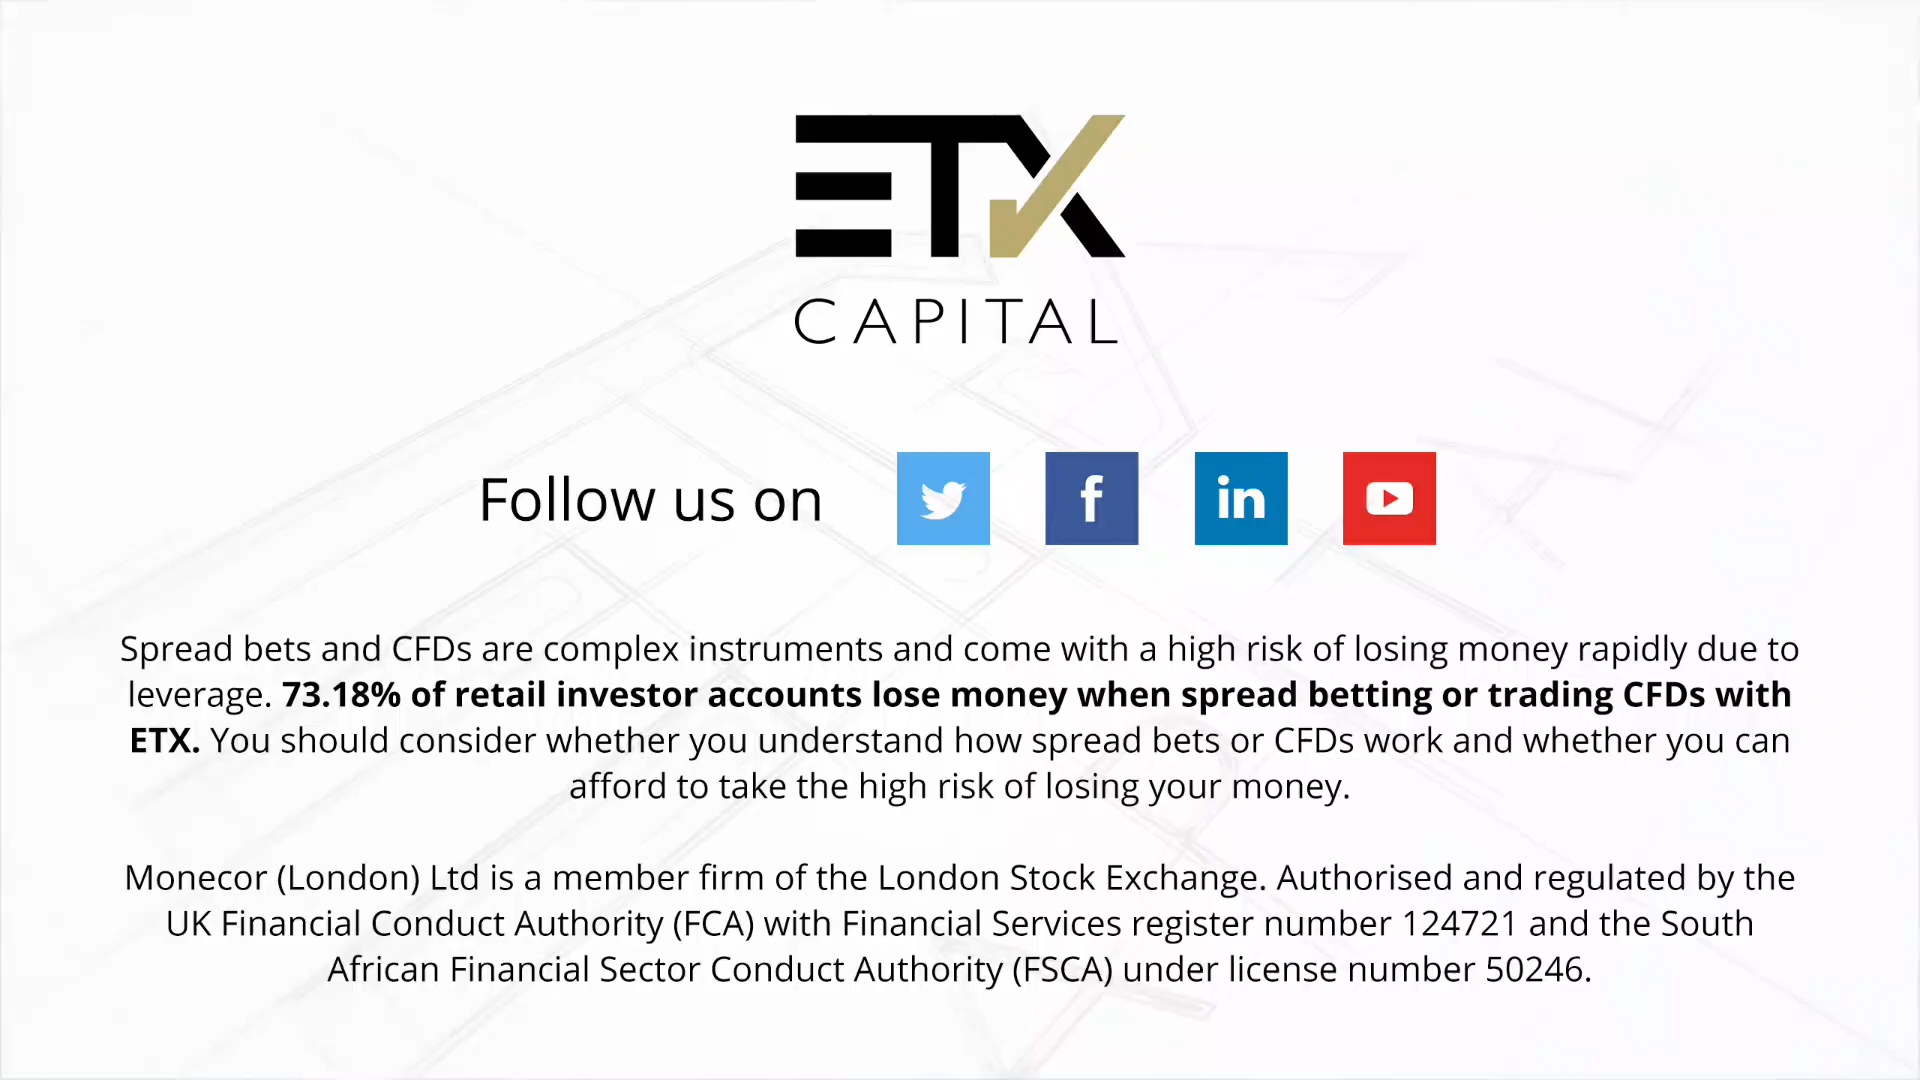 ETX
CAPITAL
Follow us on
Spread bets and CFDs are complex instruments and come with a high risk of losing money rapidly due to
leverage. 73.18% of retail investor accounts lose money when spread betting or trading CFDs with
ETX. You should consider whether you understand how spread bets or CFDs work and whether you can
afford to take the high risk of losing your money.
Monecor (London) Ltd is a member firm of the London Stock Exchange. Authorised and regulated by the
UK Financial Conduct Authority (FCA) with Financial Services register number 124721 and the South
African Financial Sector Conduct Authority (FSCA) under license number 50246.